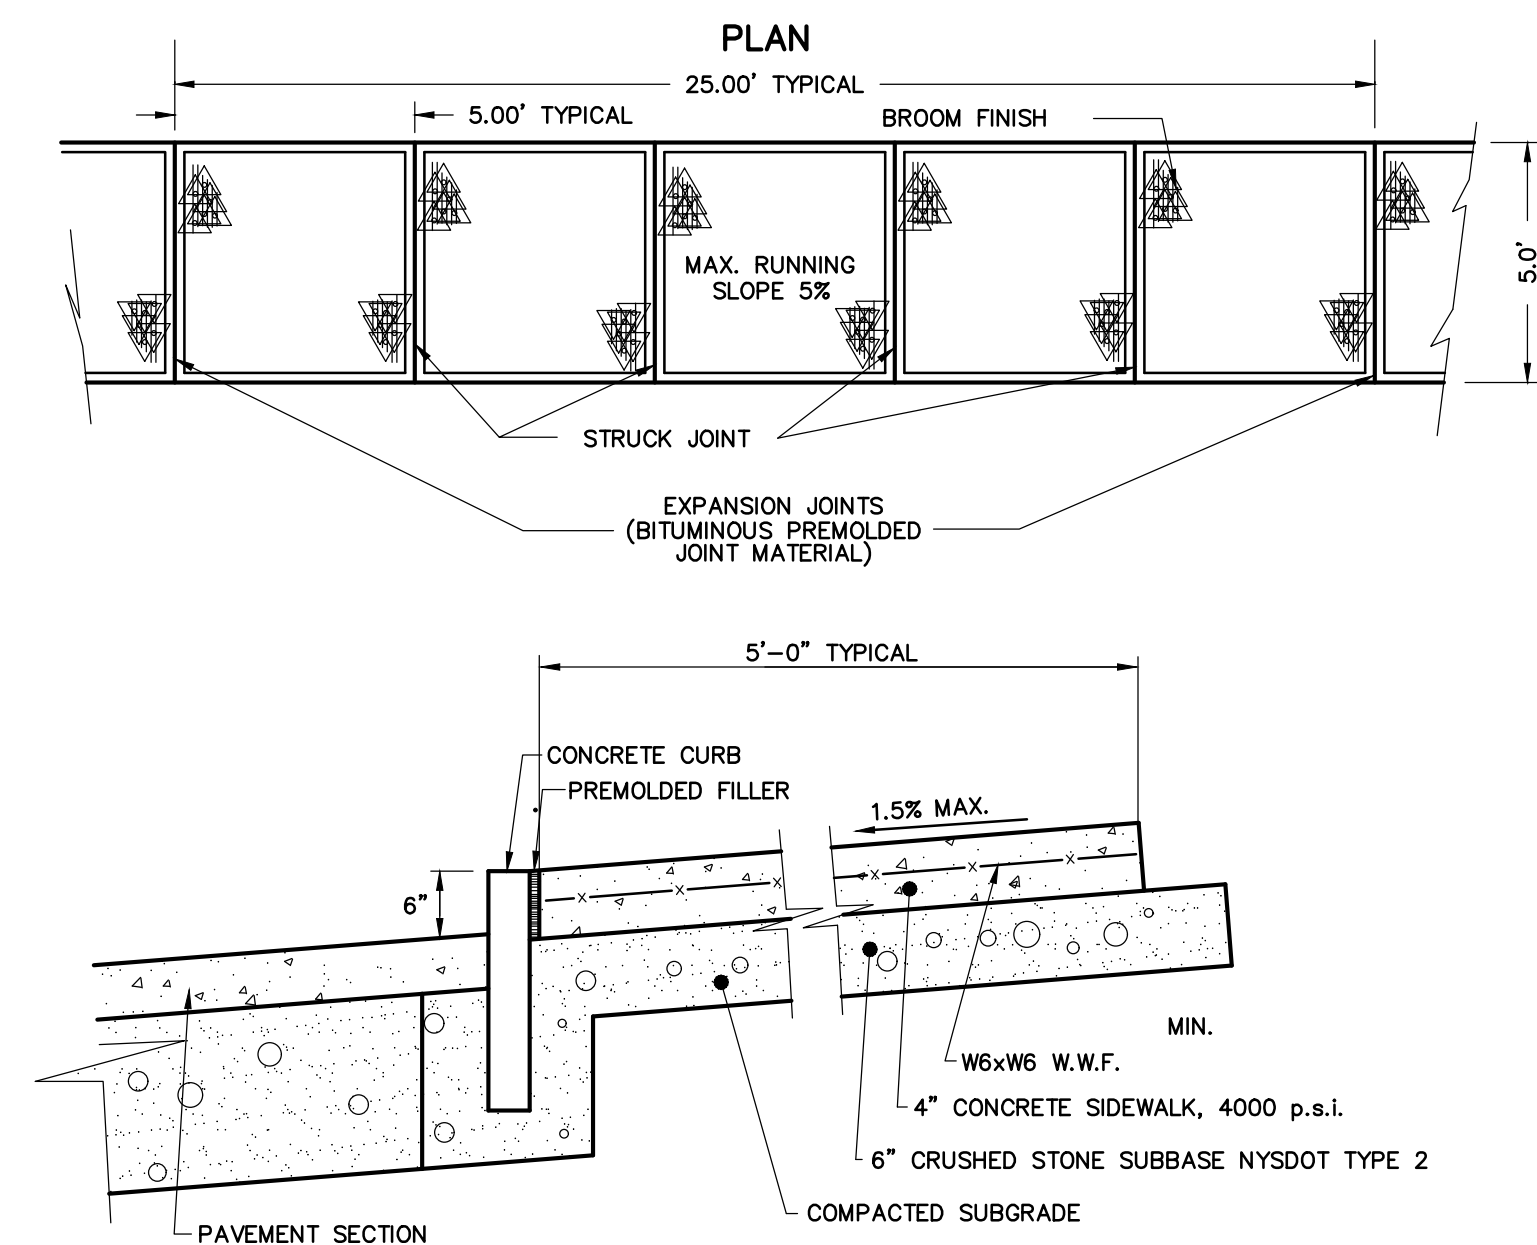 PLAN
25.00' TYPICAL
5.00' TYPICAL
BROOM FINISH
MAX. RUNNING
SLOPE 5%
5.0'
STRUCK JOINT
EXPANSION JOINTS
(BITUMINOUS PREMOLDED
JOINT MATERIAL)
5'-0" TYPICAL
CONCRETE CURB
PREMOLDED FILLER
1.5% MAX.
6"
MIN.
W6xW6 W.W.F.
4" CONCRETE SIDEWALK, 4000 p.s.i.
6" CRUSHED STONE SUBBASE NYSDOT TYPE 2
COMPACTED SUBGRADE
PAVEMENT SECTION